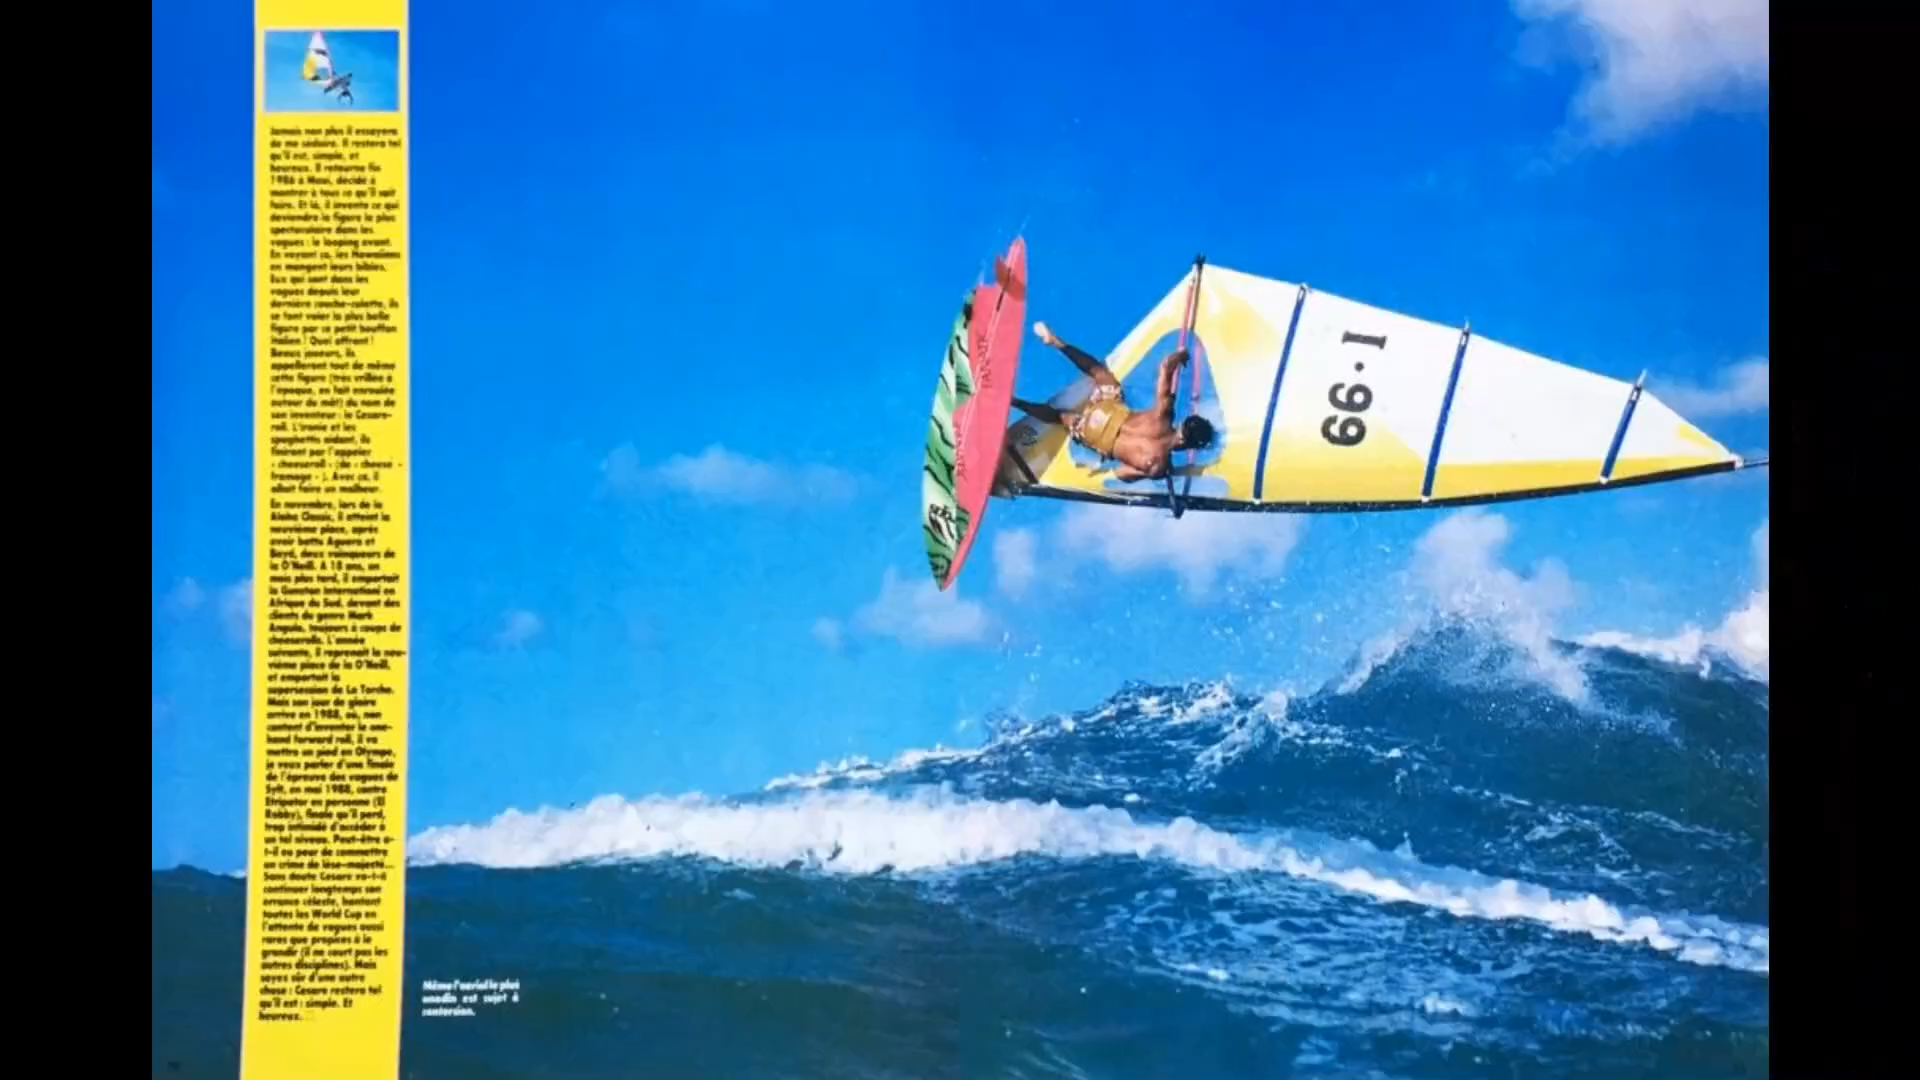 Jamais non plus il essayera
de me séduire. Il restera tel
qu'il est, simple, et
heureux. Il retourne fin
1986 à Maui, décidé à
montrer à tous ce qu'il sait
faire. Et là, il invente ce qui
deviendra la figure la plus
spectaculaire dans les
vagues : le looping avant.
En voyant ça, les Hawaiiens
en mangent leurs bibles.
Eux qui sont dans les
vagues depuis leur
dernière couche-culotte, ils
se font voler la plus belle
figure par ce petit bouffon
italien ! Quel affront !
Beaux joueurs, ils
appelleront tout de même
cette figure (très vrillée à
l'époque, en fait enroulée
autour du mât) du nom de
son inventeur : le Cesare-
roll. L'ironie et les
spaghettis aidant, ils
finiront par l'appeler
« cheeseroll » (de « cheese » -
fromage - ). Avec ça, il
allait faire un malheur.
En novembre, lors de la
Aloha Classic, il atteint la
neuvième place, après
avoir battu Aguera et
Boyd, deux vainqueurs de
la O'Neill. A 18 ans, un
mois plus tard, il emportait
la Gunston International en
Afrique du Sud, devant des
clients du genre Mark
Angulo, toujours à coups de
cheeserolls. L'année
suivante, il reprenait la neu-
vième place de la O'Neill,
et emportait la
supersession de La Torche.
Mais son jour de gloire
arrive en 1988, où, non
content d'inventer le one-
hand forward roll, il va
mettre un pied en Olympe,
je veux parler d'une finale
de l'épreuve des vagues de
Sylt, en mai 1988, contre
Etripator en personne (El
Robby), finale qu'il perd,
trop intimidé d'accéder à
un tel niveau. Peut-être a-
t-il eu peur de commettre
un crime de lèse-majesté...
Sans doute Cesare va-t-il
continuer longtemps son
errance céleste, hantant
toutes les World Cup en
l'attente de vagues aussi
rares que propices à le
grandir (il ne court pas les
autres disciplines). Mais
soyez sûr d'une autre
chose : Cesare restera tel
qu'il est : simple. Et
heureux. □
I·99
Même l'aerial le plus
anodin est sujet à
contorsion.